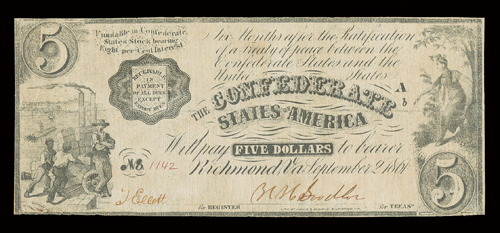 5
Fundable in Confederate
States Stock bearing
Eight per Cent Interest
RECEIVABLE
IN
PAYMENT
OF ALL DUES
EXCEPT
EXPORT DUTIES
Six Months after the Ratification
of a treaty of peace between the
Confederate States and the
United States
A
b
THE CONFEDERATE
STATES OF AMERICA
Will pay FIVE DOLLARS to bearer
No. 1142
Richmond, Va September 2 1861
5
For REGISTER
For TREASR